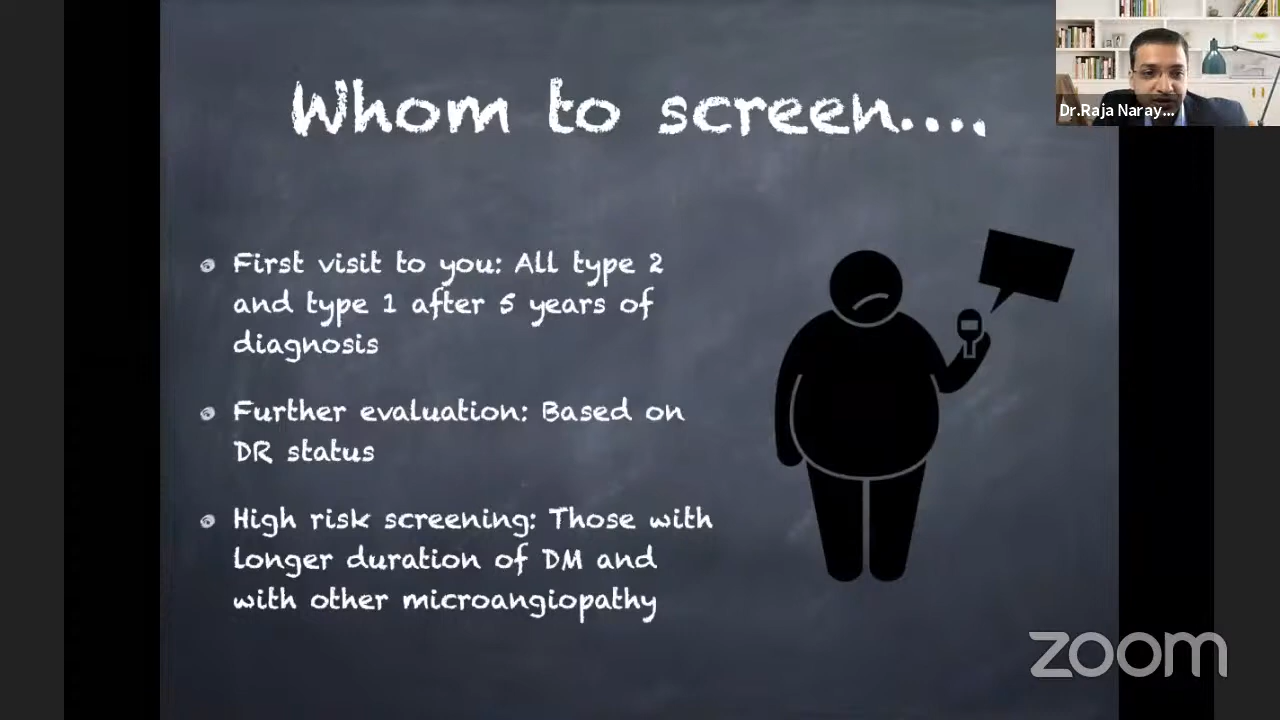 Whom to screen....
Dr.Raja Naray...
First visit to you: All type 2
and type 1 after 5 years of
diagnosis
Further evaluation: Based on
DR status
High risk screening: Those with
longer duration of DM and
with other microangiopathy
zoom